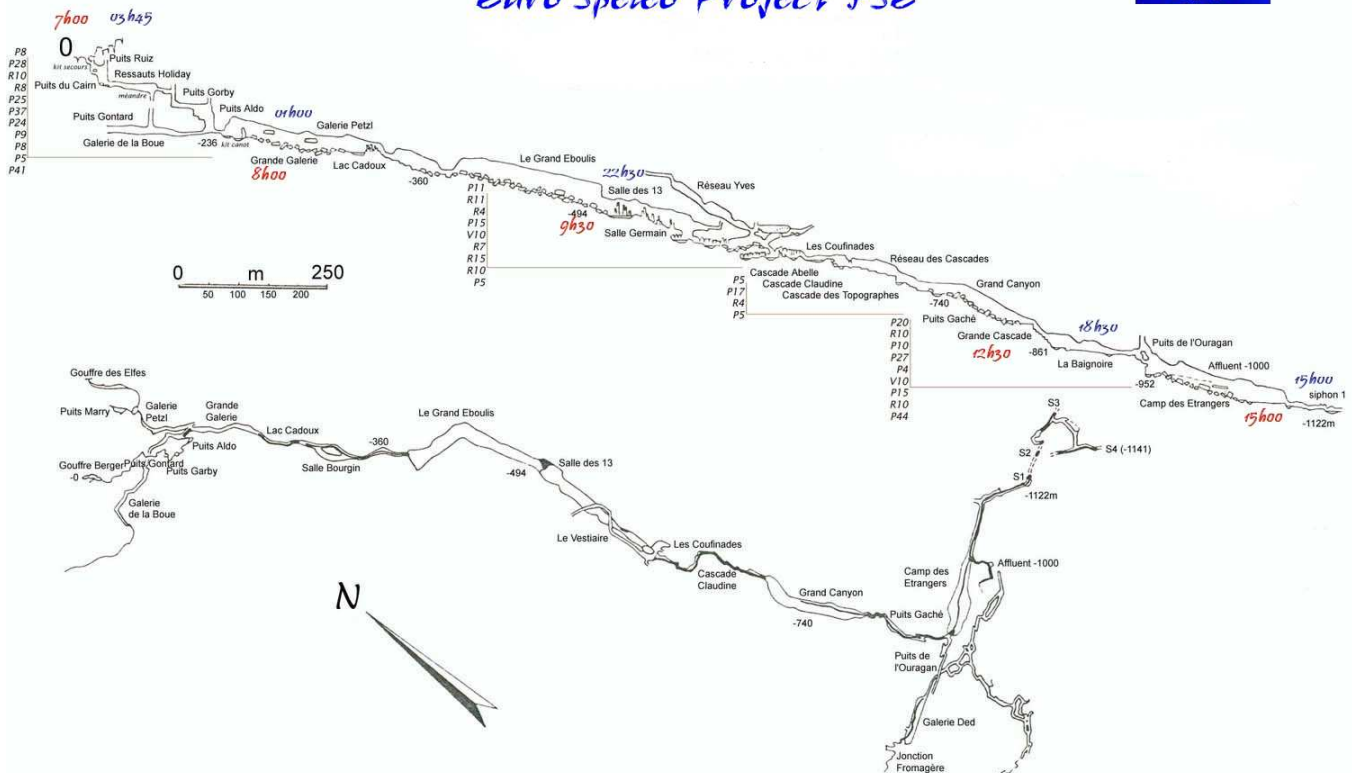 Euro Speleo Project FSE
7h00 03h45
0
kit secours
Puits Ruiz
Ressauts Holiday
Puits du Cairn
méandre
Puits Gorby
Puits Aldo
Puits Gontard
Galerie de la Boue
-236
kit canot
P8
P28
R10
R8
P25
P37
P24
P9
P8
P5
P41
01h00
Galerie Petzl
Grande Galerie
8h00
Lac Cadoux
-360
Le Grand Eboulis
22h30
Réseau Yves
Salle des 13
-494
9h30
Salle Germain
P11
R11
R4
P15
V10
R7
R15
R10
P5
Les Coufinades
Réseau des Cascades
Cascade Abelle
Cascade Claudine
Cascade des Topographes
P5
P17
R4
P5
Grand Canyon
-740
Puits Gaché
Grande Cascade
12h30
-861
18h30
La Baignoire
P20
R10
P10
P27
P4
V10
P15
R10
P44
Puits de l'Ouragan
Affluent -1000
-952
Camp des Etrangers
15h00
15h00
siphon 1
-1122m
0 m 250
50 100 150 200
Gouffre des Elfes
Puits Marry
Galerie
Petzl
Grande
Galerie
Puits Aldo
Gouffre Berger
-0
Puits Gontard
Puits Garby
Galerie
de la Boue
Lac Cadoux
Salle Bourgin
-360
Le Grand Eboulis
-494
Salle des 13
Le Vestiaire
Les Coufinades
Cascade
Claudine
Grand Canyon
-740
Puits Gaché
Puits de
l'Ouragan
Camp des
Etrangers
Affluent -1000
S3
S2
S4 (-1141)
S1
-1122m
Galerie Ded
Jonction
Fromagère
N